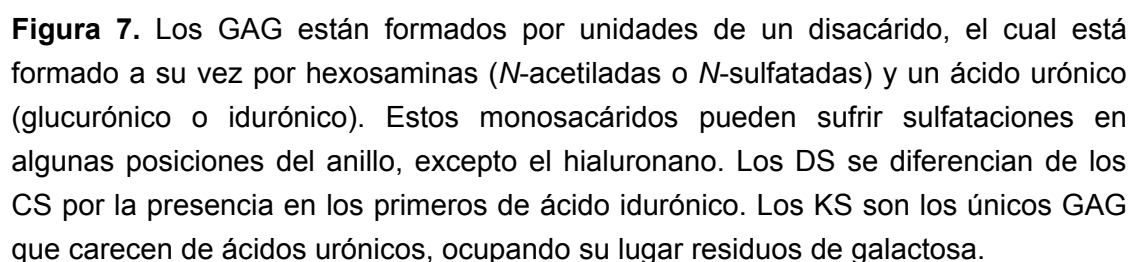 Figura 7. Los GAG están formados por unidades de un disacárido, el cual está
formado a su vez por hexosaminas (N-acetiladas o N-sulfatadas) y un ácido urónico
(glucurónico o idurónico). Estos monosacáridos pueden sufrir sulfataciones en
algunas posiciones del anillo, excepto el hialuronano. Los DS se diferencian de los
CS por la presencia en los primeros de ácido idurónico. Los KS son los únicos GAG
que carecen de ácidos urónicos, ocupando su lugar residuos de galactosa.